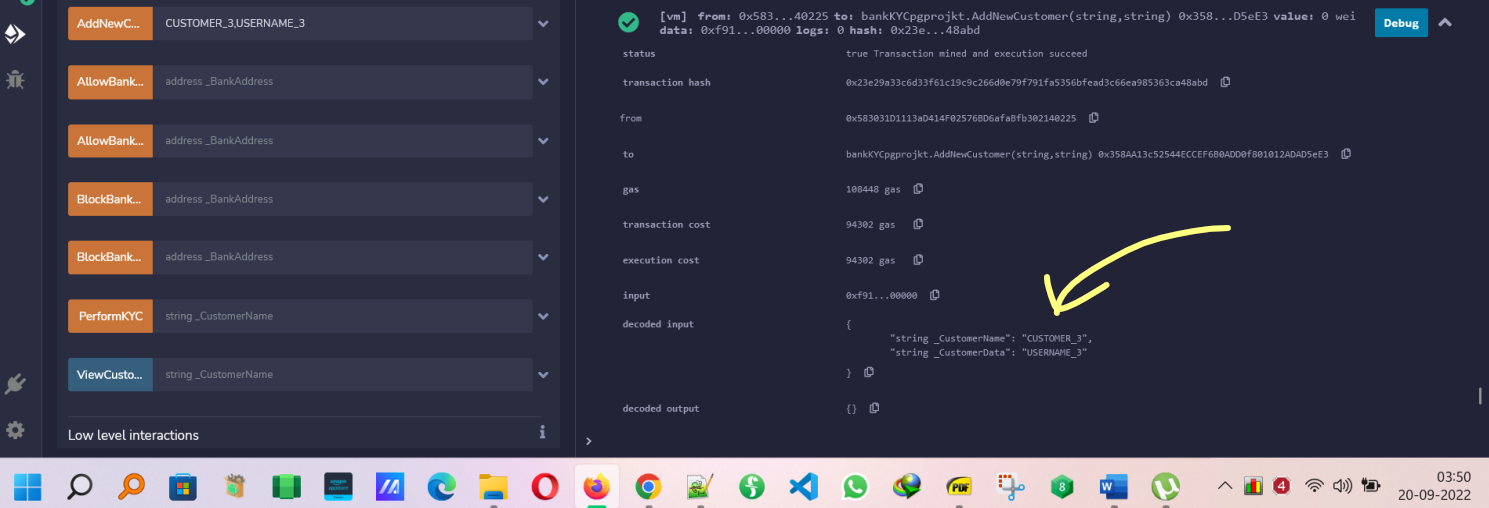 AddNewC...
CUSTOMER_3,USERNAME_3
AllowBank...
address _BankAddress
AllowBank...
address _BankAddress
BlockBank...
address _BankAddress
BlockBank...
address _BankAddress
PerformKYC
string _CustomerName
ViewCusto...
string _CustomerName
Low level interactions
[vm] from: 0x583...40225 to: bankKYCpgprojkt.AddNewCustomer(string,string) 0x358...D5eE3 value: 0 wei
data: 0xf91...00000 logs: 0 hash: 0x23e...48abd
Debug
status
true Transaction mined and execution succeed
transaction hash
0x23e29a33c6d33f61c19c9c266d0e79f791fa5356bfead3c66ea985363ca48abd
from
0x583031D1113aD414F02576BD6afaBfb302140225
to
bankKYCpgprojkt.AddNewCustomer(string,string) 0x358AA13c52544ECCEF6B0ADD0f801012ADAD5eE3
gas
108448 gas
transaction cost
94302 gas
execution cost
94302 gas
input
0xf91...00000
decoded input
{
"string _CustomerName": "CUSTOMER_3",
"string _CustomerData": "USERNAME_3"
}
decoded output
{}
>
PDF
8
4
03:50
20-09-2022